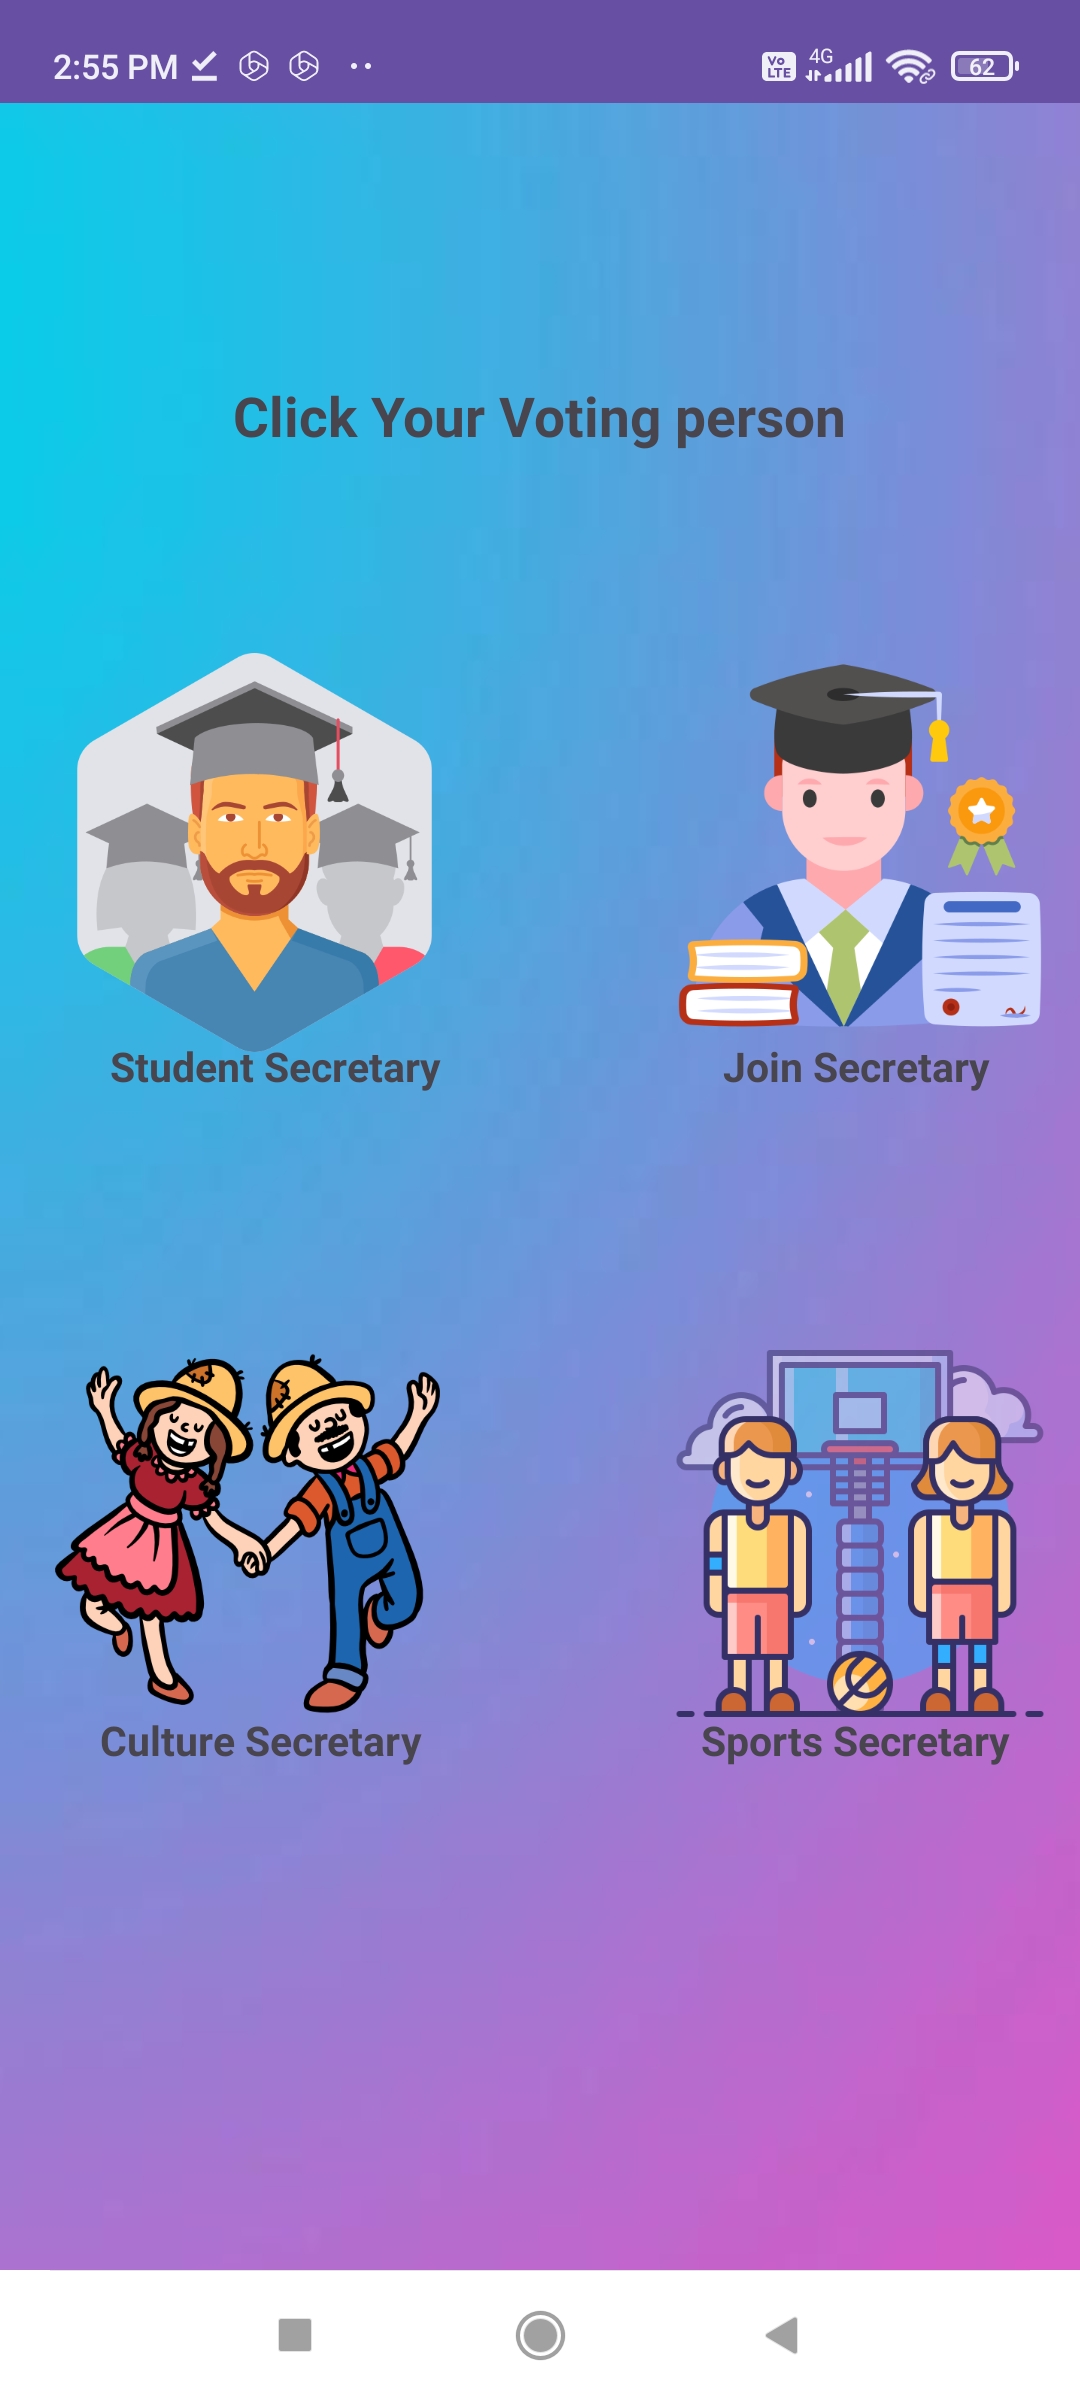 2:55 PM
Vo LTE 4G 62
Click Your Voting person
Student Secretary
Join Secretary
Culture Secretary
Sports Secretary